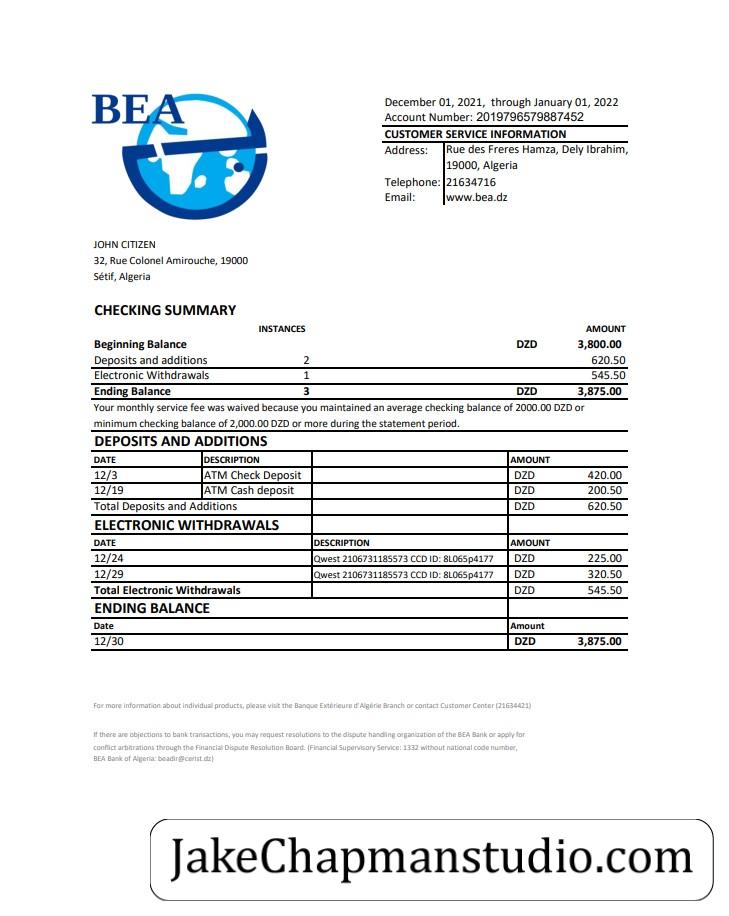 BEA
December 01, 2021, through January 01, 2022
Account Number: 2019796579887452
CUSTOMER SERVICE INFORMATION
Address: Rue des Freres Hamza, Dely Ibrahim,
19000, Algeria
Telephone: 21634716
Email: www.bea.dz
JOHN CITIZEN
32, Rue Colonel Amirouche, 19000
Sétif, Algeria
CHECKING SUMMARY
INSTANCES AMOUNT
Beginning Balance DZD 3,800.00
Deposits and additions 2 620.50
Electronic Withdrawals 1 545.50
Ending Balance 3 DZD 3,875.00
Your monthly service fee was waived because you maintained an average checking balance of 2000.00 DZD or
minimum checking balance of 2,000.00 DZD or more during the statement period.
DEPOSITS AND ADDITIONS
DATE DESCRIPTION AMOUNT
12/3 ATM Check Deposit DZD 420.00
12/19 ATM Cash deposit DZD 200.50
Total Deposits and Additions DZD 620.50
ELECTRONIC WITHDRAWALS
DATE DESCRIPTION AMOUNT
12/24 Qwest 2106731185573 CCD ID: 8L065p4177 DZD 225.00
12/29 Qwest 2106731185573 CCD ID: 8L065p4177 DZD 320.50
Total Electronic Withdrawals DZD 545.50
ENDING BALANCE
Date Amount
12/30 DZD 3,875.00
For more information about individual products, please visit the Banque Extérieure d'Algérie Branch or contact Customer Center (21634421)
If there are objections to bank transactions, you may request resolutions to the dispute handling organization of the BEA Bank or apply for
conflict arbitrations through the Financial Dispute Resolution Board. (Financial Supervisory Service: 1332 without national code number,
BEA Bank of Algeria: beadir@cerist.dz)
JakeChapmanstudio.com